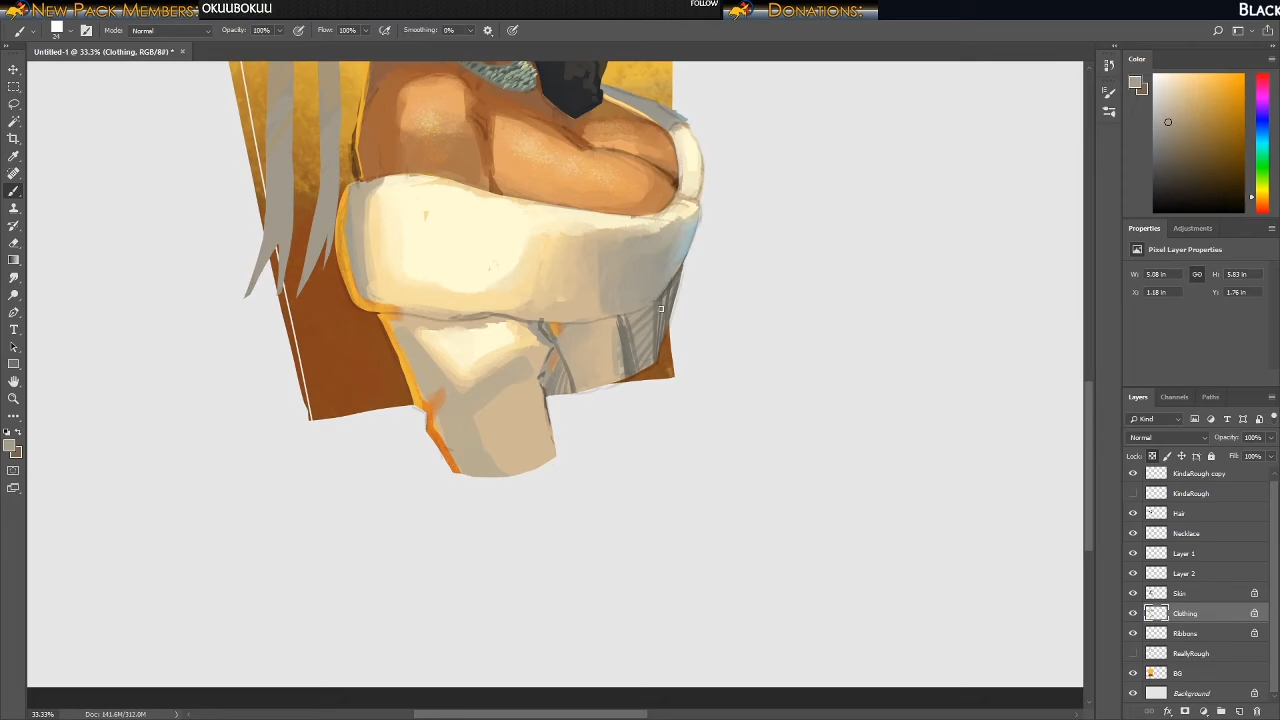 NEW PACK MEMBERS: OKUUBOKUU
FOLLOW
DONATIONS:
BLACK
24
Mode: Normal
Opacity: 100%
Flow: 100%
Smoothing: 0%
Untitled-1 @ 33.3% (Clothing, RGB/8#) *
Color
Properties
Adjustments
Pixel Layer Properties
W: 5.08 in
H: 5.83 in
X: 1.18 in
Y: 1.76 in
Layers
Channels
Paths
Kind
Normal
Opacity: 100%
Lock:
Fill: 100%
KindaRough copy
KindaRough
Hair
Necklace
Layer 1
Layer 2
Skin
Clothing
Ribbons
ReallyRough
BG
Background
33.33%
Doc: 141.6M/312.0M